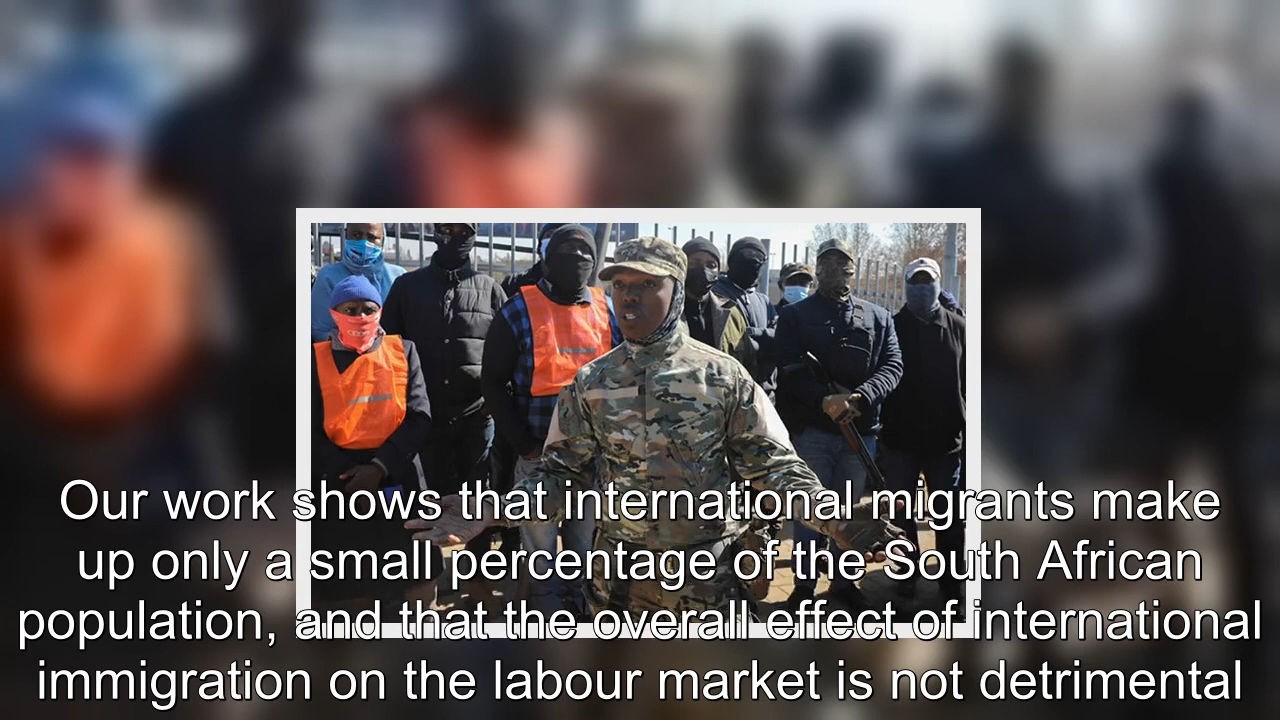 Our work shows that international migrants make
up only a small percentage of the South African
population, and that the overall effect of international
immigration on the labour market is not detrimental